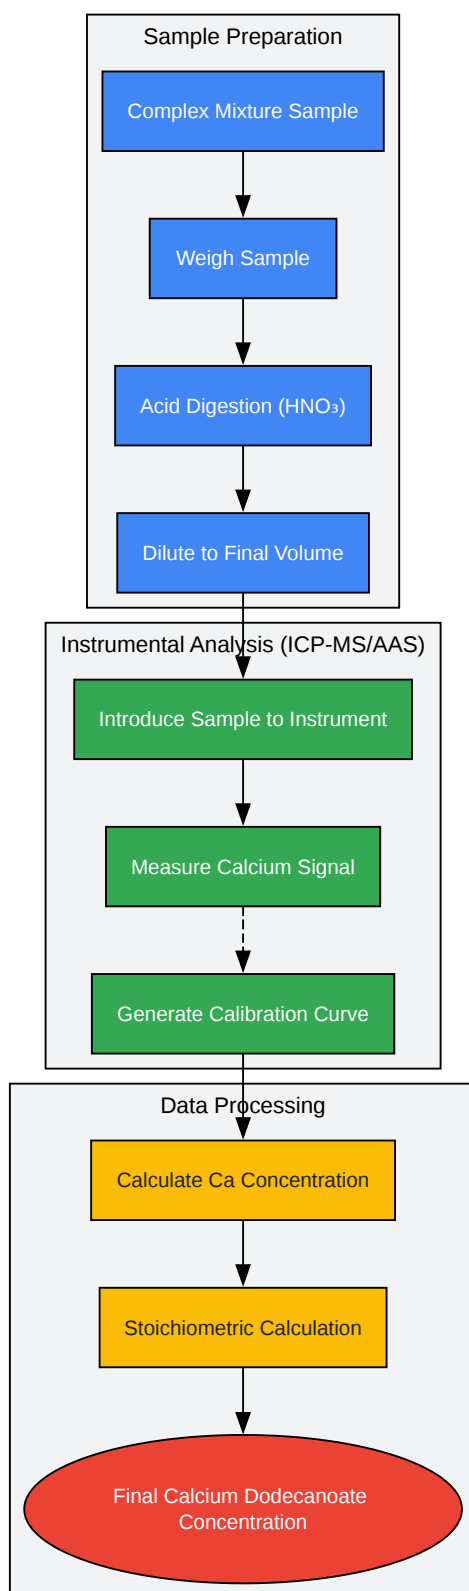 Sample Preparation
Complex Mixture Sample
Weigh Sample
Acid Digestion (HNO₃)
Dilute to Final Volume
Instrumental Analysis (ICP-MS/AAS)
Introduce Sample to Instrument
Measure Calcium Signal
Generate Calibration Curve
Data Processing
Calculate Ca Concentration
Stoichiometric Calculation
Final Calcium Dodecanoate
Concentration